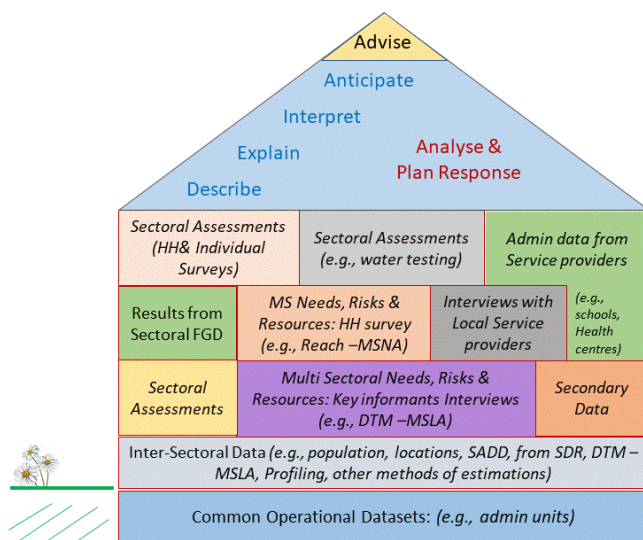 Advise
Anticipate
Interpret
Explain
Describe
Analyse &
Plan Response
Sectoral Assessments
(HH& Individual
Surveys)
Sectoral Assessments
(e.g., water testing)
Admin data from
Service providers
(e.g.,
schools,
Health
centres)
Results from
Sectoral FGD
MS Needs, Risks &
Resources: HH survey
(e.g., Reach –MSNA)
Interviews with
Local Service
providers
Sectoral
Assessments
Multi Sectoral Needs, Risks &
Resources: Key informants Interviews
(e.g., DTM –MSLA)
Secondary
Data
Inter-Sectoral Data (e.g., population, locations, SADD, from SDR, DTM –
MSLA, Profiling, other methods of estimations)
Common Operational Datasets: (e.g., admin units)